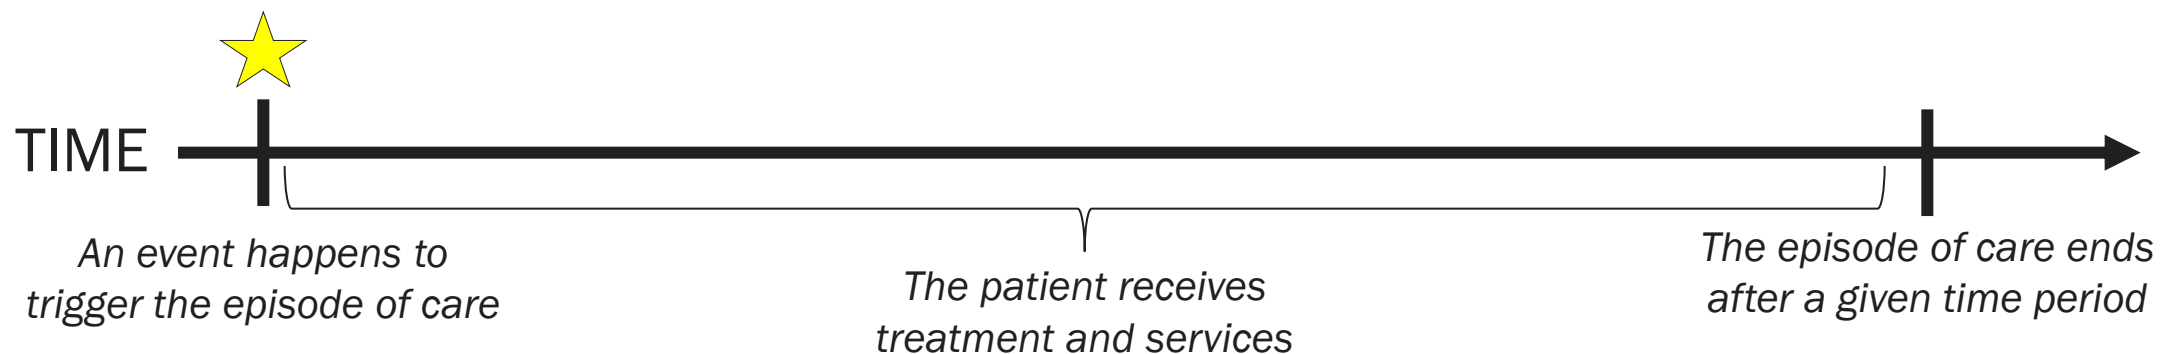 TIME
An event happens to
trigger the episode of care
The patient receives
treatment and services
The episode of care ends
after a given time period